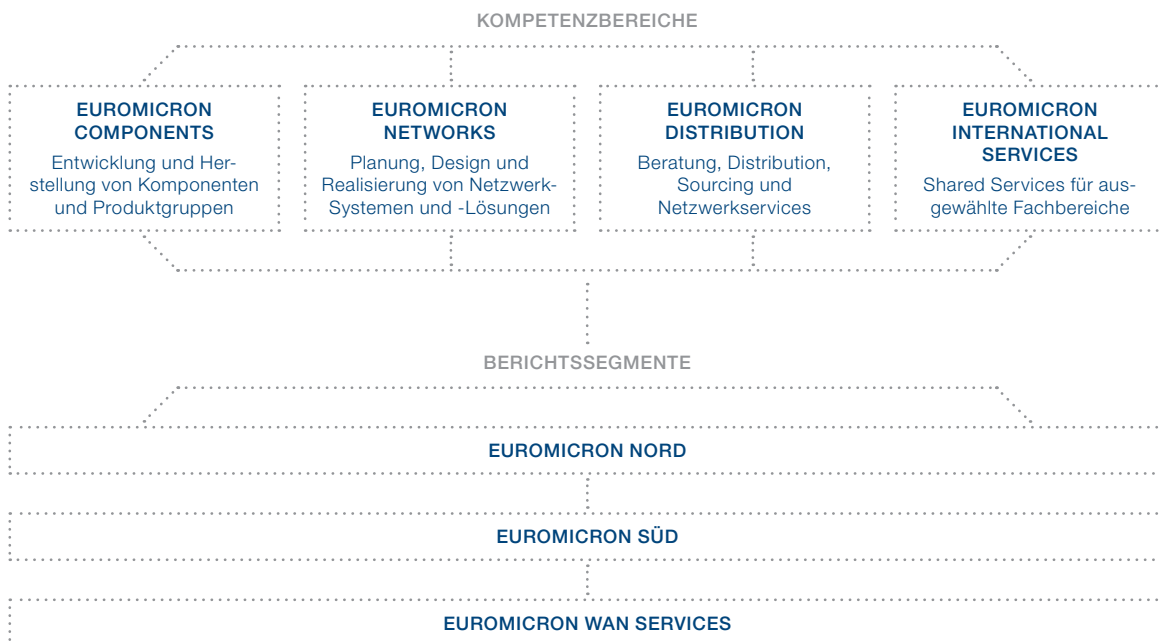 KOMPETENZBEREICHE
EUROMICRON
COMPONENTS
Entwicklung und Her-
stellung von Komponenten
und Produktgruppen
EUROMICRON
NETWORKS
Planung, Design und
Realisierung von Netzwerk-
Systemen und -Lösungen
EUROMICRON
DISTRIBUTION
Beratung, Distribution,
Sourcing und
Netzwerkservices
EUROMICRON
INTERNATIONAL
SERVICES
Shared Services für aus-
gewählte Fachbereiche
BERICHTSSEGMENTE
EUROMICRON NORD
EUROMICRON SÜD
EUROMICRON WAN SERVICES